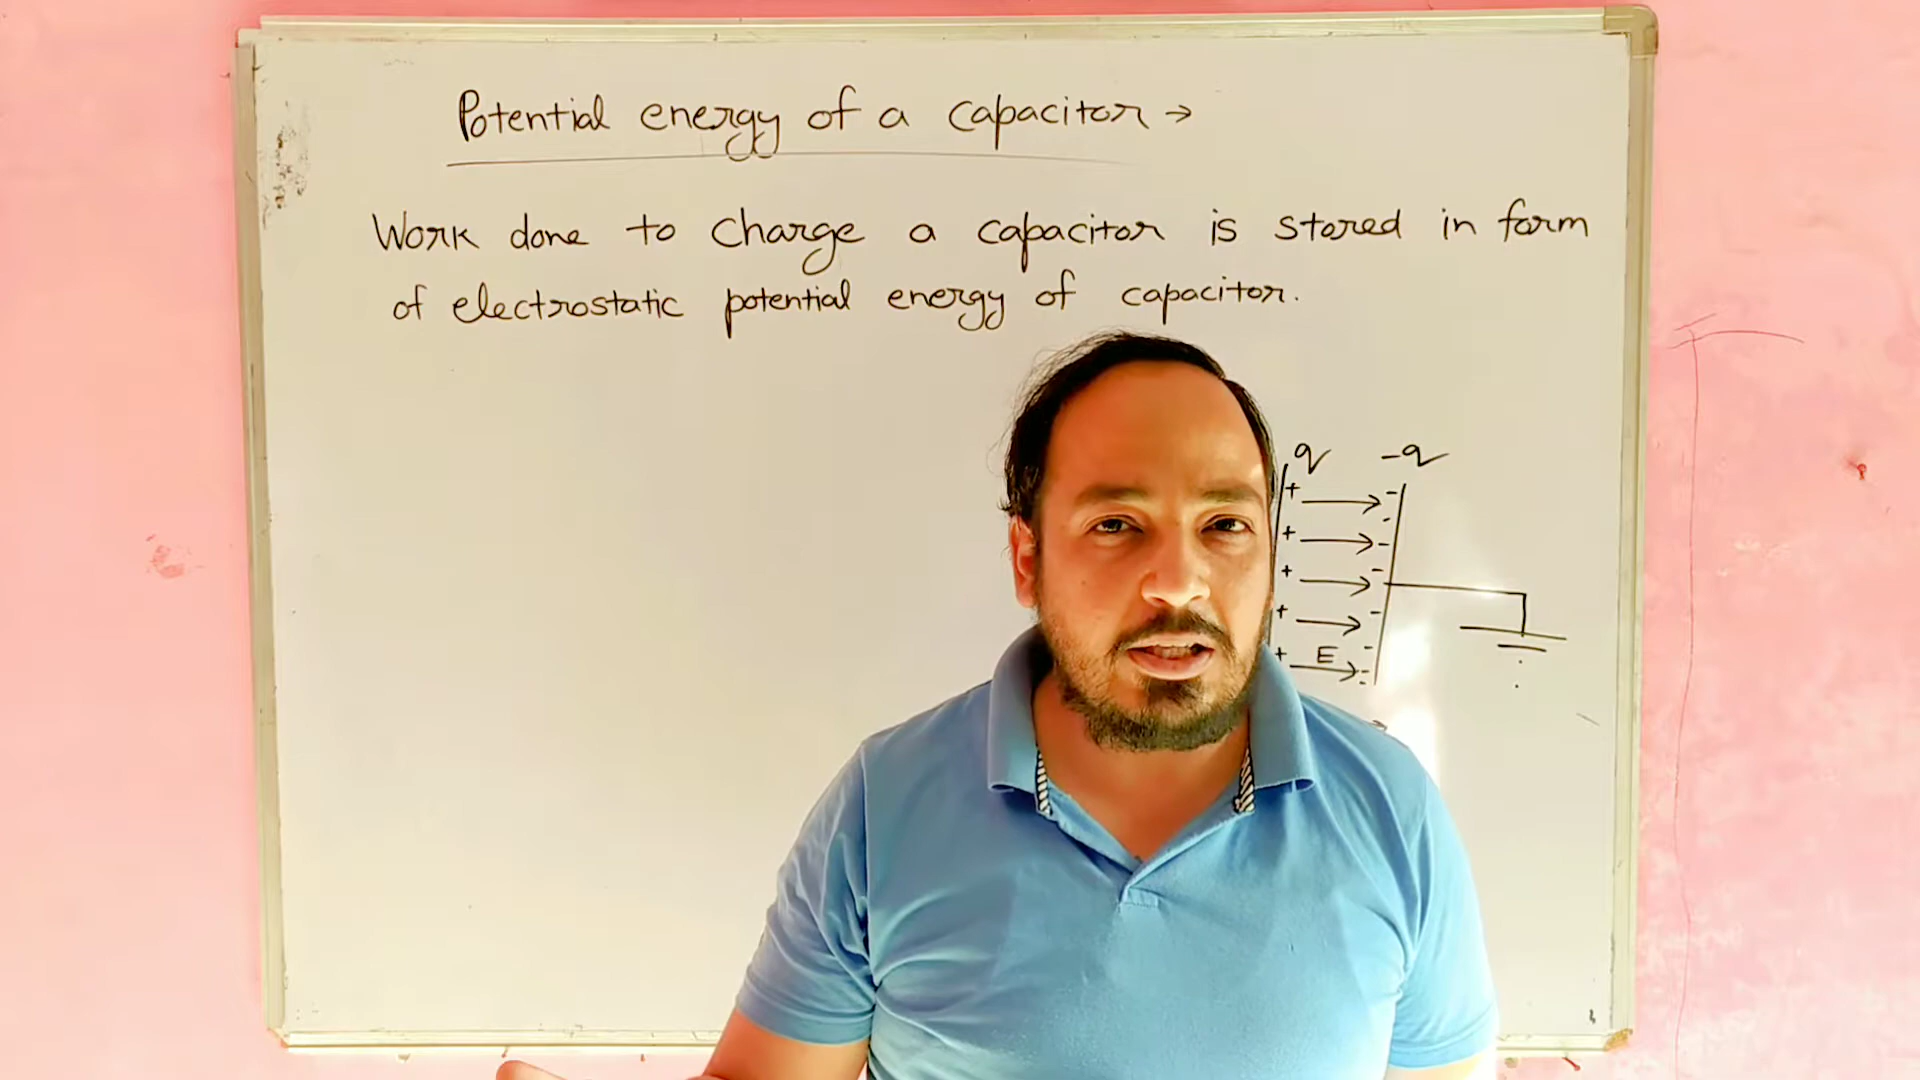 Potential energy of a capacitor →
Work done to charge a capacitor is stored in form
of electrostatic potential energy of capacitor.
q -q
+ -
+ -
+ -
+ -
+ E -